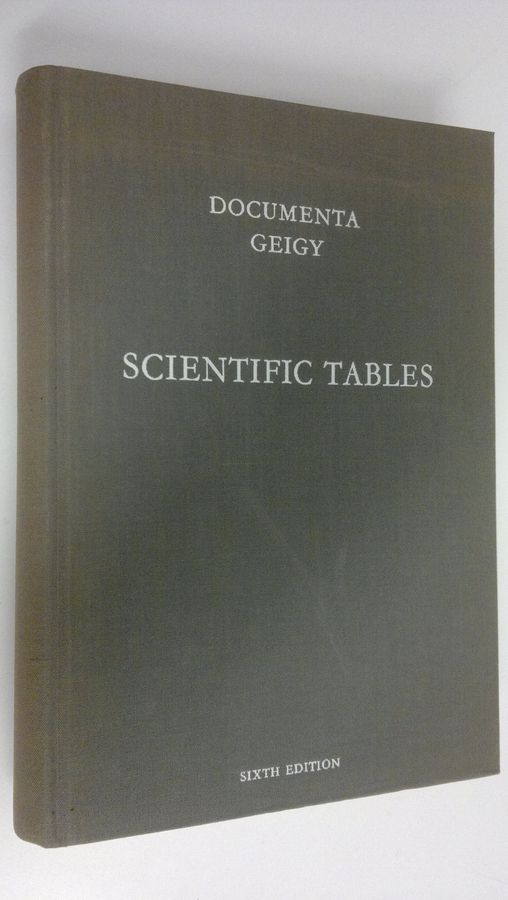 DOCUMENTA
GEIGY
SCIENTIFIC TABLES
SIXTH EDITION